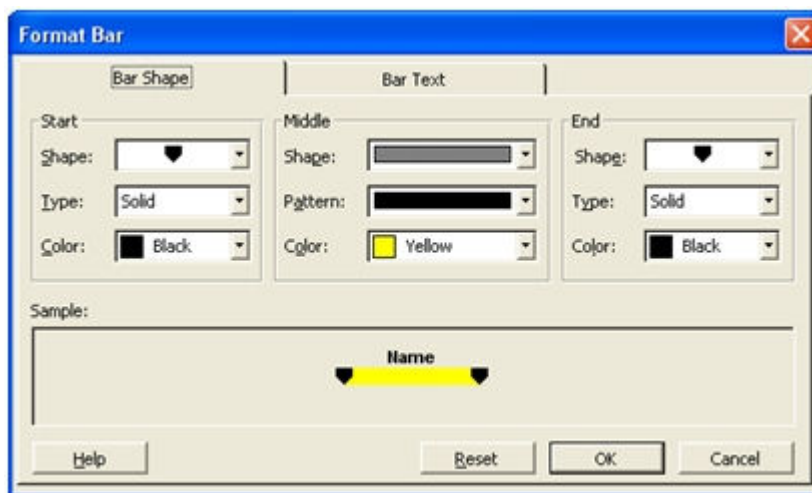 Format Bar
Bar Shape
Bar Text
Start
Middle
End
Shape:
Shape:
Shape:
Type:
Solid
Pattern:
Type:
Solid
Color:
Black
Color:
Yellow
Color:
Black
Sample:
Name
Help
Reset
OK
Cancel